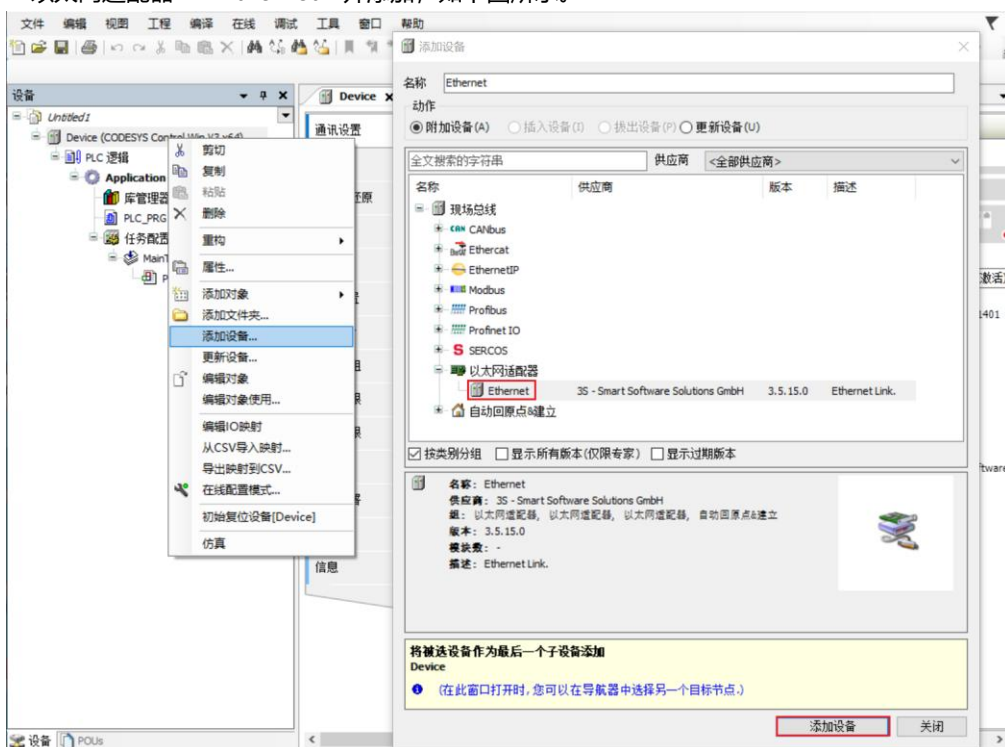 文件 编辑 视图 工程 编译 在线 调试 工具 窗口 帮助
设备
Device
Untitled1
Device (CODESYS Control Win V3 x64)
PLC 逻辑
Application
库管理器
PLC_PRG
任务配置
剪切
复制
粘贴
删除
重构
属性...
添加对象
添加文件夹...
添加设备...
更新设备...
编辑对象
编辑对象使用...
编辑IO映射
从CSV导入映射...
导出映射到CSV...
在线配置模式...
初始复位设备[Device]
仿真
通讯设置
信息
设备 POUs
添加设备
名称 Ethernet
动作
附加设备(A) 插入设备(I) 拔出设备(P) 更新设备(U)
全文搜索的字符串 供应商 <全部供应商>
名称 供应商 版本 描述
现场总线
CANbus
Ethercat
EthernetIP
Modbus
Profibus
Profinet IO
SERCOS
以太网适配器
Ethernet 3S - Smart Software Solutions GmbH 3.5.15.0 Ethernet Link.
自动回原点&建立
按类别分组 显示所有版本(仅限专家) 显示过期版本
名称: Ethernet
供应商: 3S - Smart Software Solutions GmbH
组: 以太网适配器, 以太网适配器, 以太网适配器, 自动回原点&建立
版本: 3.5.15.0
模块数: -
描述: Ethernet Link.
将被选设备作为最后一个子设备添加
Device
(在此窗口打开时,您可以在导航器中选择另一个目标节点.)
添加设备 关闭
1401